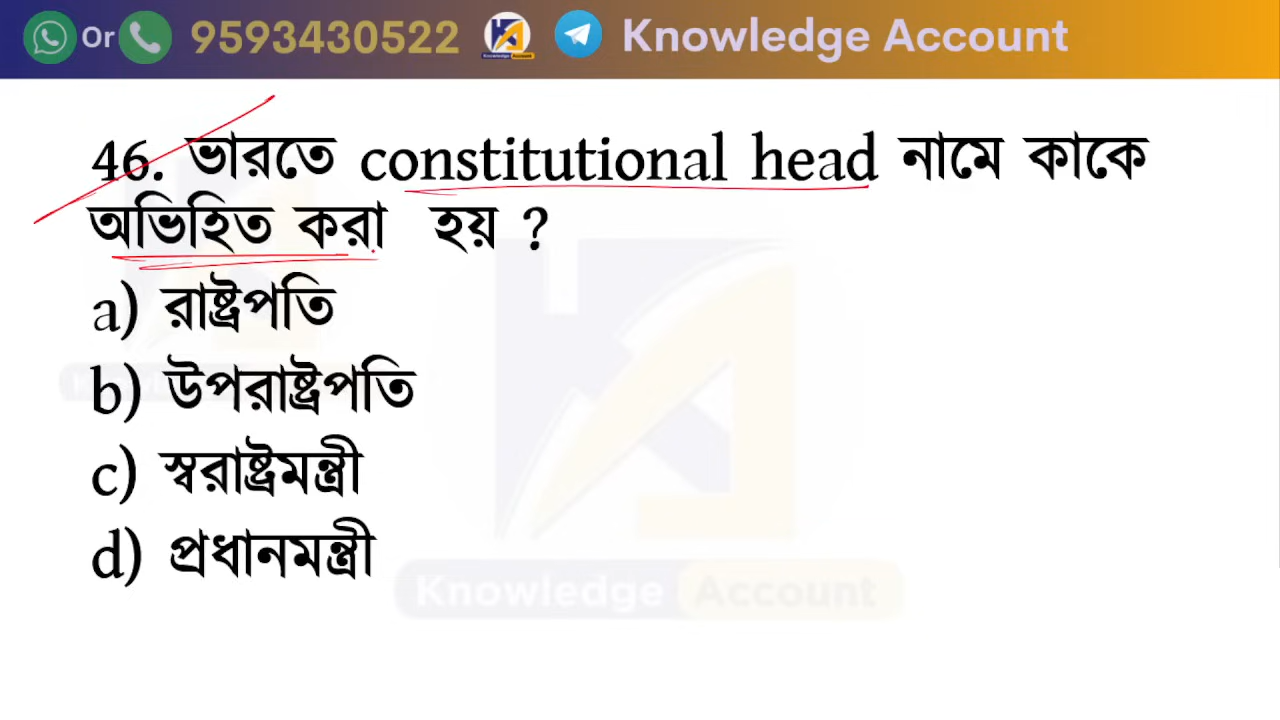 Or 9593430522 Knowledge Account
46. ভারতে constitutional head নামে কাকে
অভিহিত করা হয় ?
a) রাষ্ট্রপতি
b) উপরাষ্ট্রপতি
c) স্বরাষ্ট্রমন্ত্রী
d) প্রধানমন্ত্রী
Knowledge Account